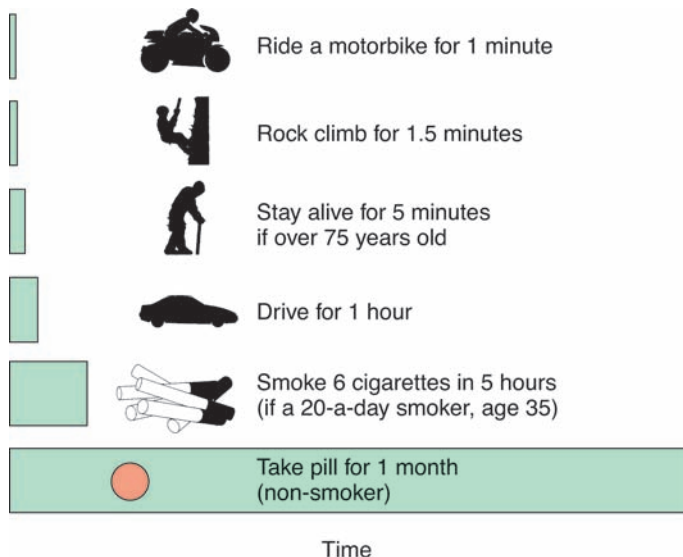 Ride a motorbike for 1 minute
Rock climb for 1.5 minutes
Stay alive for 5 minutes
if over 75 years old
Drive for 1 hour
Smoke 6 cigarettes in 5 hours
(if a 20-a-day smoker, age 35)
Take pill for 1 month
(non-smoker)
Time